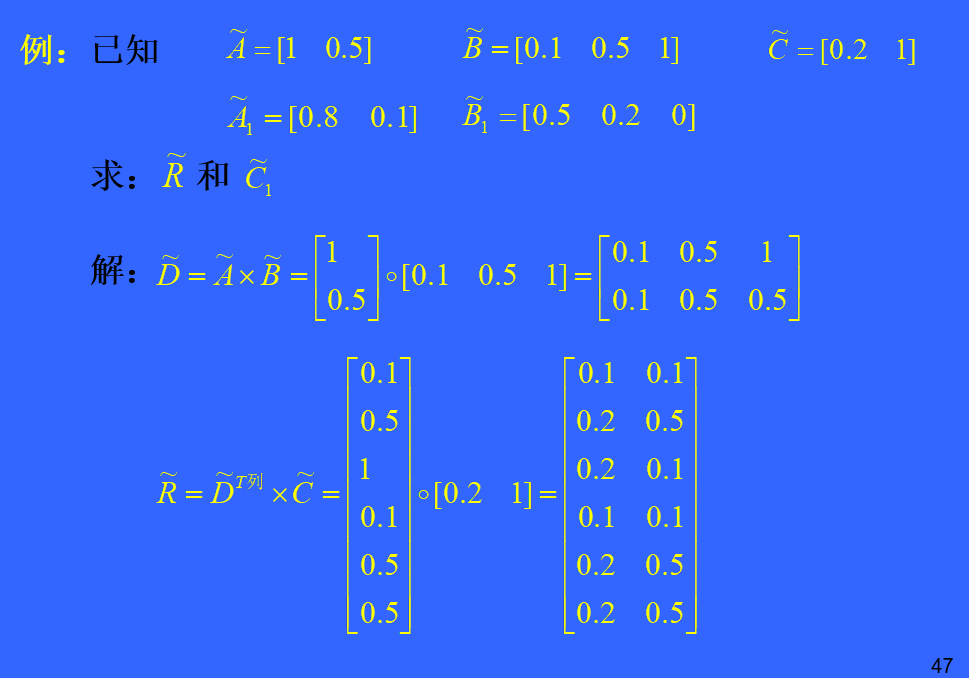 例：已知 Ã = [1 0.5] B̃ = [0.1 0.5 1] C̃ = [0.2 1]
Ã₁ = [0.8 0.1] B̃₁ = [0.5 0.2 0]
求：R̃ 和 C̃₁
解：D̃ = Ã × B̃ = [1; 0.5] ∘ [0.1 0.5 1] = [0.1 0.5 1; 0.1 0.5 0.5]
R̃ = D̃^T列 × C̃ = [0.1; 0.5; 1; 0.1; 0.5; 0.5] ∘ [0.2 1] = [0.1 0.1; 0.2 0.5; 0.2 0.1; 0.1 0.1; 0.2 0.5; 0.2 0.5]
47